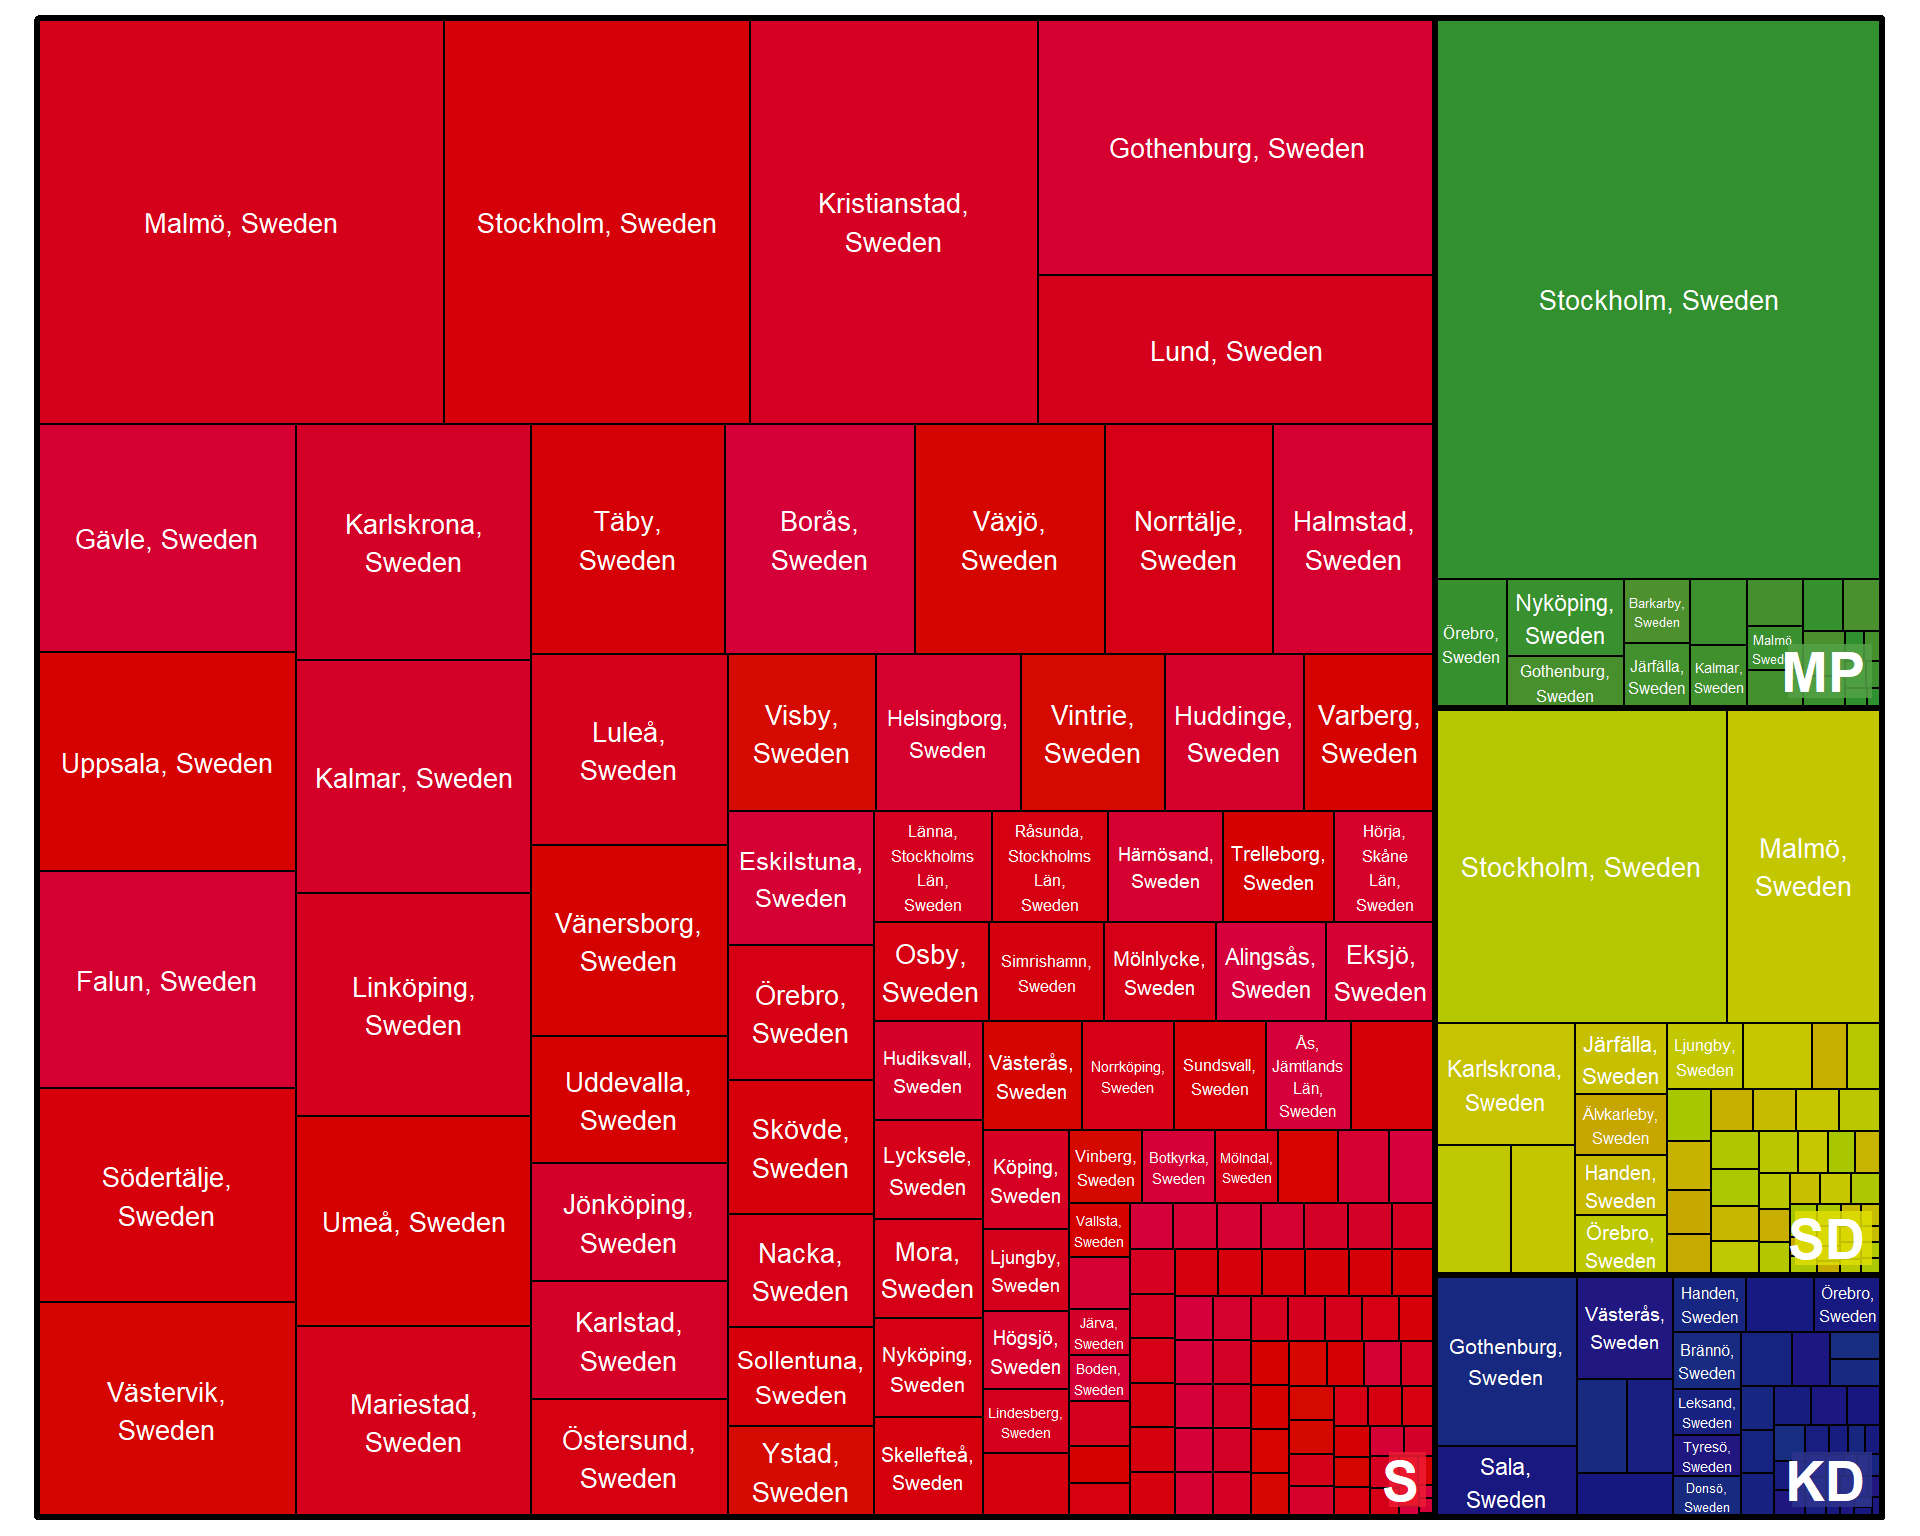 Malmö, Sweden
Stockholm, Sweden
Kristianstad,
Sweden
Gothenburg, Sweden
Lund, Sweden
Gävle, Sweden
Karlskrona,
Sweden
Täby,
Sweden
Borås,
Sweden
Växjö,
Sweden
Norrtälje,
Sweden
Halmstad,
Sweden
Uppsala, Sweden
Kalmar, Sweden
Luleå,
Sweden
Visby,
Sweden
Helsingborg,
Sweden
Vintrie,
Sweden
Huddinge,
Sweden
Varberg,
Sweden
Falun, Sweden
Linköping,
Sweden
Vänersborg,
Sweden
Eskilstuna,
Sweden
Länna,
Stockholms
Län,
Sweden
Råsunda,
Stockholms
Län,
Sweden
Härnösand,
Sweden
Trelleborg,
Sweden
Hörja,
Skåne
Län,
Sweden
Örebro,
Sweden
Osby,
Sweden
Simrishamn,
Sweden
Mölnlycke,
Sweden
Alingsås,
Sweden
Eksjö,
Sweden
Södertälje,
Sweden
Umeå, Sweden
Uddevalla,
Sweden
Skövde,
Sweden
Hudiksvall,
Sweden
Västerås,
Sweden
Norrköping,
Sweden
Sundsvall,
Sweden
Ås,
Jämtlands
Län,
Sweden
Jönköping,
Sweden
Lycksele,
Sweden
Köping,
Sweden
Vinberg,
Sweden
Botkyrka,
Sweden
Mölndal,
Sweden
Västervik,
Sweden
Mariestad,
Sweden
Karlstad,
Sweden
Nacka,
Sweden
Mora,
Sweden
Ljungby,
Sweden
Vallsta,
Sweden
Östersund,
Sweden
Sollentuna,
Sweden
Nyköping,
Sweden
Högsjö,
Sweden
Järva,
Sweden
Boden,
Sweden
Ystad,
Sweden
Skellefteå,
Sweden
Lindesberg,
Sweden
S
Stockholm, Sweden
Örebro,
Sweden
Nyköping,
Sweden
Gothenburg,
Sweden
Barkarby,
Sweden
Järfälla,
Sweden
Kalmar,
Sweden
Malmö
MP
Stockholm, Sweden
Malmö,
Sweden
Karlskrona,
Sweden
Järfälla,
Sweden
Älvkarleby,
Sweden
Handen,
Sweden
Örebro,
Sweden
Ljungby,
Sweden
SD
Gothenburg,
Sweden
Sala,
Sweden
Västerås,
Sweden
Handen,
Sweden
Brännö,
Sweden
Leksand,
Sweden
Tyresö,
Sweden
Donsö,
Sweden
Örebro,
Sweden
KD